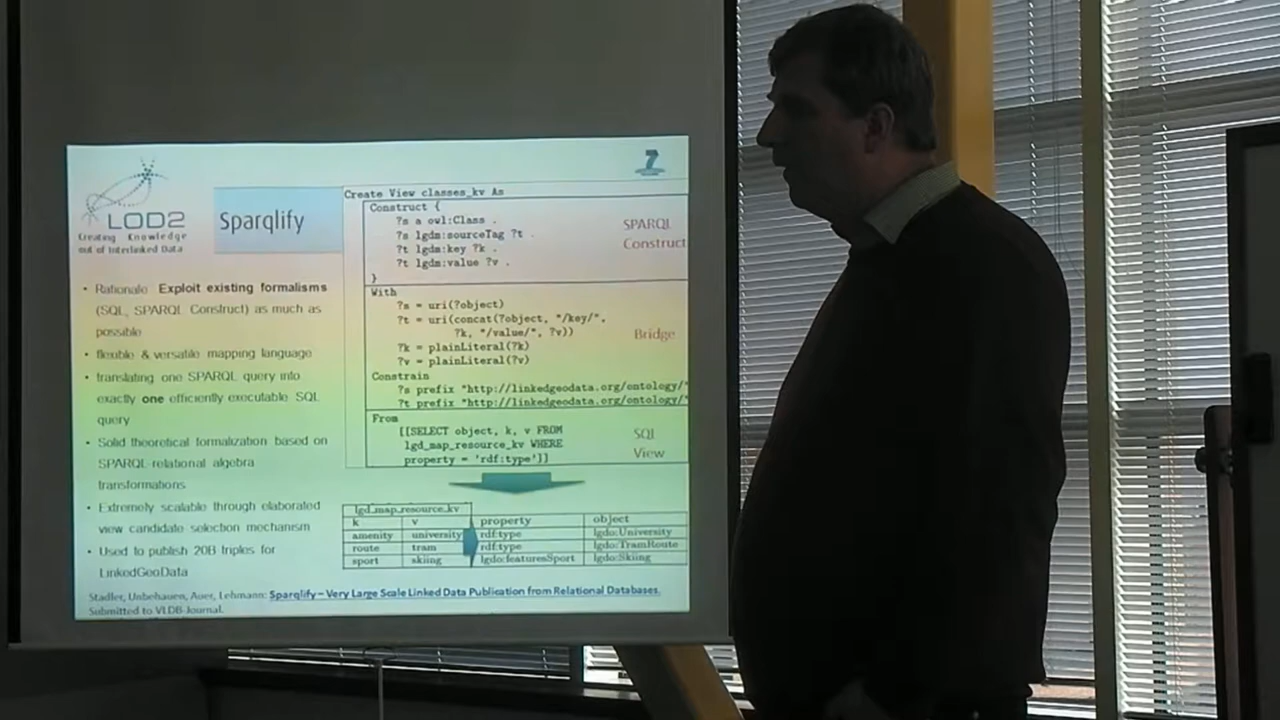 LOD2
Creating Knowledge
out of Interlinked Data
Sparqlify
• Rationale Exploit existing formalisms
(SQL, SPARQL Construct) as much as
possible
• flexible & versatile mapping language
• translating one SPARQL query into
exactly one efficiently executable SQL
query
• Solid theoretical formalization based on
SPARQL-relational algebra
transformations
• Extremely scalable through elaborated
view candidate selection mechanism
• Used to publish 20B triples for
LinkedGeoData
Create View classes_kv As
Construct {
?s a owl:Class .
?s lgdm:sourceTag ?t .
?t lgdm:key ?k .
?t lgdm:value ?v .
}
SPARQL
Construct
With
?s = uri(?object)
?t = uri(concat(?object, "/key/",
?k, "/value/", ?v))
?k = plainLiteral(?k)
?v = plainLiteral(?v)
Bridge
Constrain
?s prefix "http://linkedgeodata.org/ontology/"
?t prefix "http://linkedgeodata.org/ontology/"
From
[[SELECT object, k, v FROM
lgd_map_resource_kv WHERE
property = 'rdf:type']]
SQL
View
lgd_map_resource_kv
k v property object
amenity university rdf:type lgdo:University
route tram rdf:type lgdo:TramRoute
sport skiing lgdo:featuresSport lgdo:Skiing
Stadler, Unbehauen, Auer, Lehmann: Sparqlify – Very Large Scale Linked Data Publication from Relational Databases.
Submitted to VLDB-Journal.